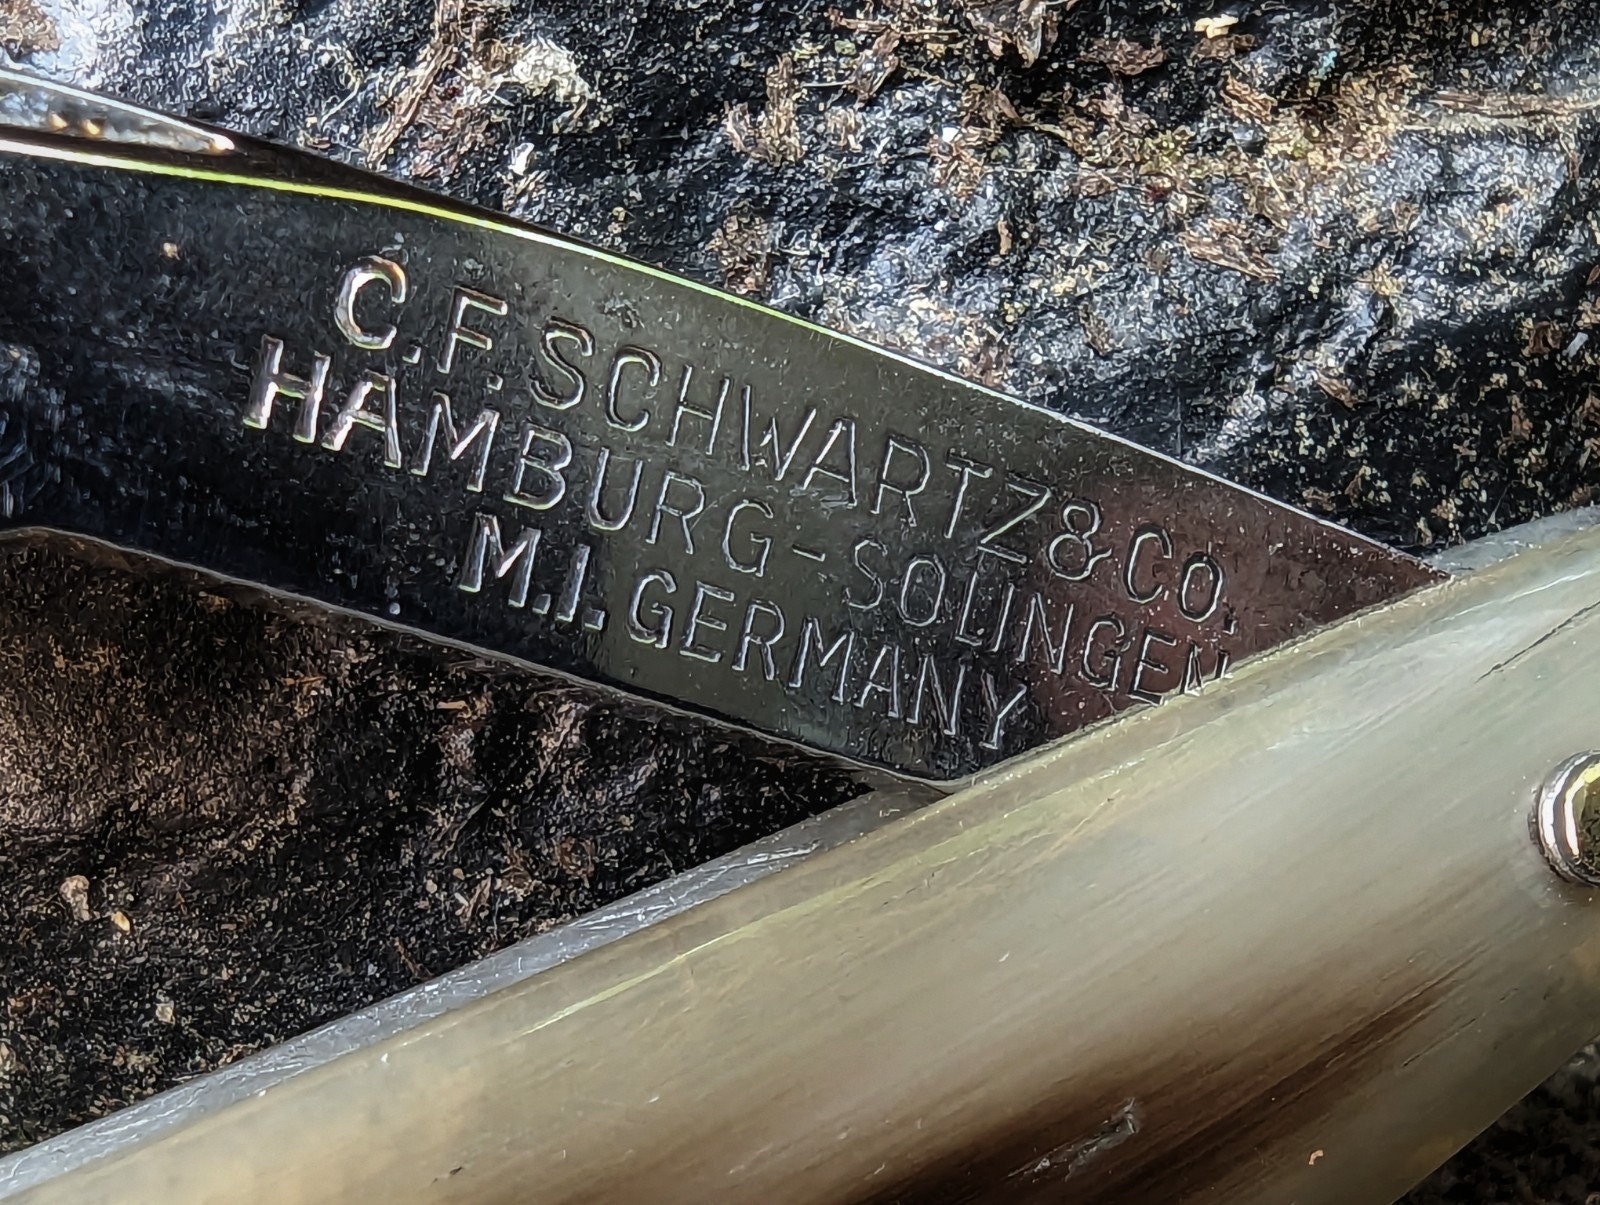 C.F. SCHWARTZ & CO.
HAMBURG - SOLINGEN
M.I. GERMANY